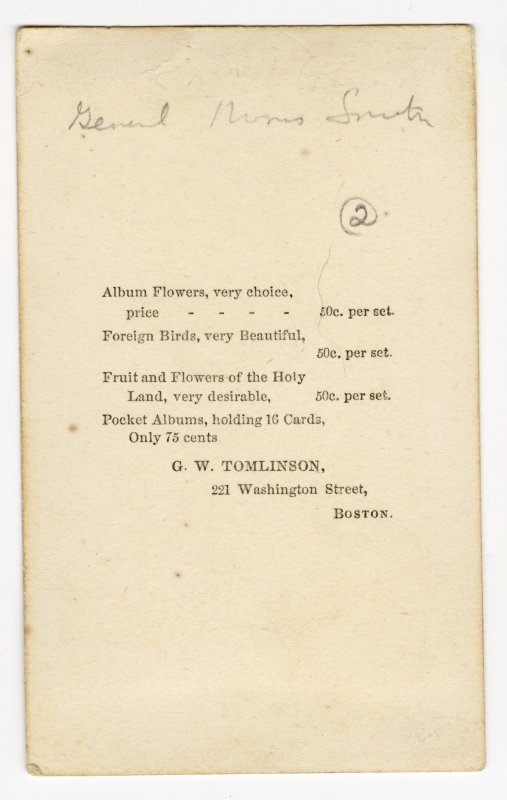 General Morris Smith
2
Album Flowers, very choice,
price - - - - 50c. per set.
Foreign Birds, very Beautiful,
50c. per set.
Fruit and Flowers of the Holy
Land, very desirable, 50c. per set.
Pocket Albums, holding 16 Cards,
Only 75 cents
G. W. TOMLINSON,
221 Washington Street,
BOSTON.